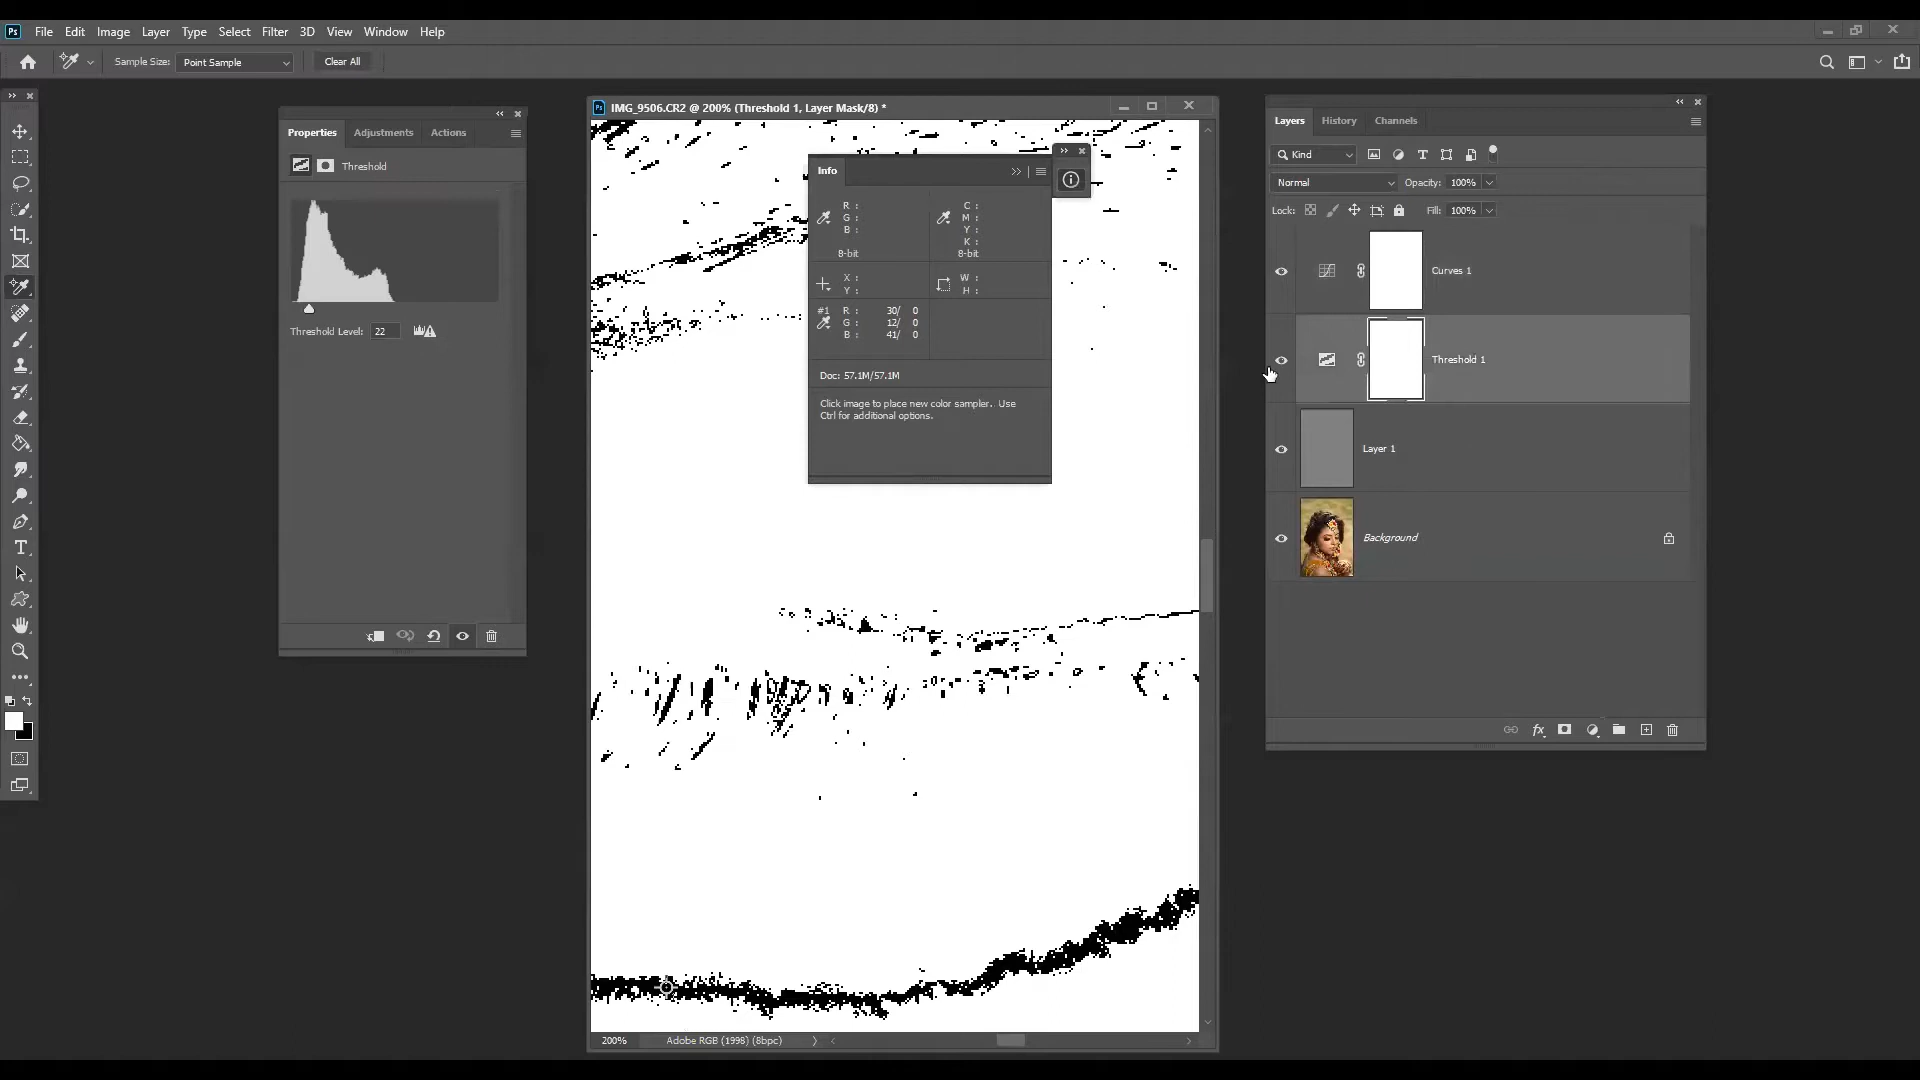 Ps File Edit Image Layer Type Select Filter 3D View Window Help
Sample Size: Point Sample Clear All
Properties Adjustments Actions
Threshold
Threshold Level: 22
Ps IMG_9506.CR2 @ 200% (Threshold 1, Layer Mask/8) *
Info
R : C :
G : M :
B : Y :
K :
8-bit 8-bit
X : W :
Y : H :
#1 R : 30/ 0
G : 12/ 0
B : 41/ 0
Doc: 57.1M/57.1M
Click image to place new color sampler. Use
Ctrl for additional options.
200% Adobe RGB (1998) (8bpc)
Layers History Channels
Kind
Normal Opacity: 100%
Lock: Fill: 100%
Curves 1
Threshold 1
Layer 1
Background
fx